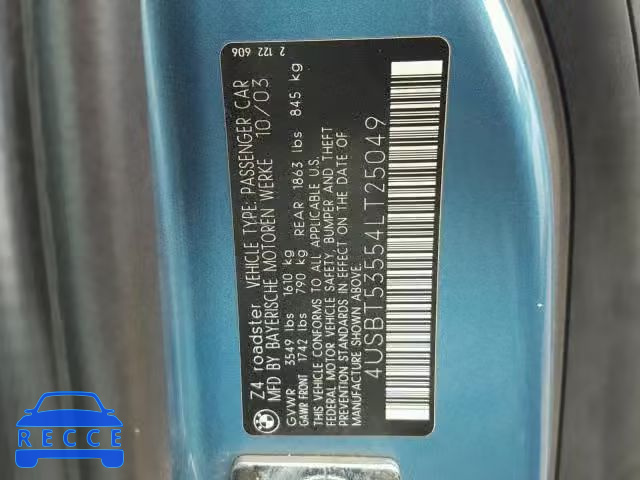 Z4 roadster VEHICLE TYPE: PASSENGER CAR
MFD BY BAYERISCHE MOTOREN WERKE 10/03
GVWR 3549 lbs 1610 kg
GAWR FRONT 1742 lbs 790 kg REAR 1863 lbs 845 kg
THIS VEHICLE CONFORMS TO ALL APPLICABLE U.S.
FEDERAL MOTOR VEHICLE SAFETY, BUMPER AND THEFT
PREVENTION STANDARDS IN EFFECT ON THE DATE OF
MANUFACTURE SHOWN ABOVE.
4USBT53554LT25049
2 122 606
RECCE